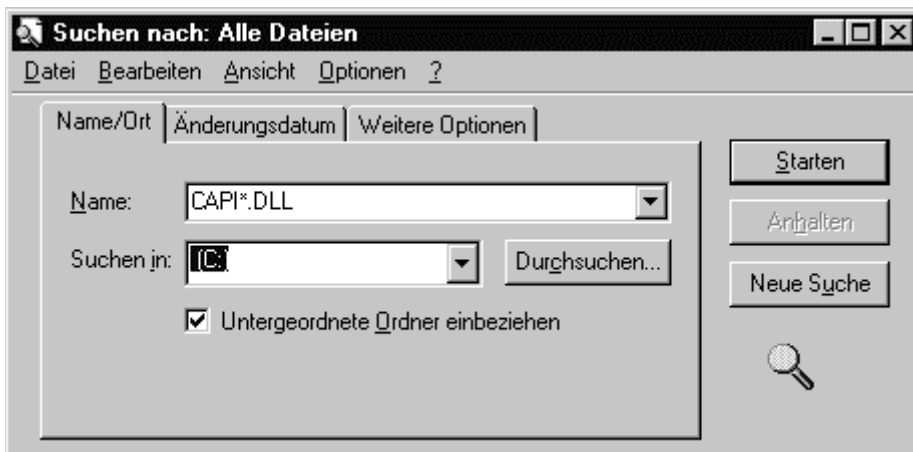 Suchen nach: Alle Dateien
Datei Bearbeiten Ansicht Optionen ?
Name/Ort Änderungsdatum Weitere Optionen
Starten
Name: CAPI*.DLL
Anhalten
Suchen in: (C:) Durchsuchen...
Neue Suche
Untergeordnete Ordner einbeziehen